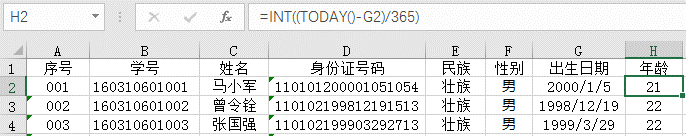 H2 =INT((TODAY()-G2)/365)
A B C D E F G H
1 序号 学号 姓名 身份证号码 民族 性别 出生日期 年龄
2 001 160310601001 马小军 110101200001051054 壮族 男 2000/1/5 21
3 002 160310601002 曾令铨 110102199812191513 壮族 男 1998/12/19 22
4 003 160310601003 张国强 110102199903292713 壮族 男 1999/3/29 22